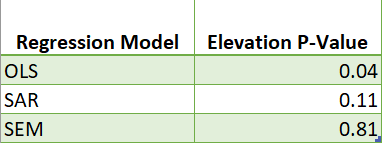 Regression Model Elevation P-Value
OLS 0.04
SAR 0.11
SEM 0.81